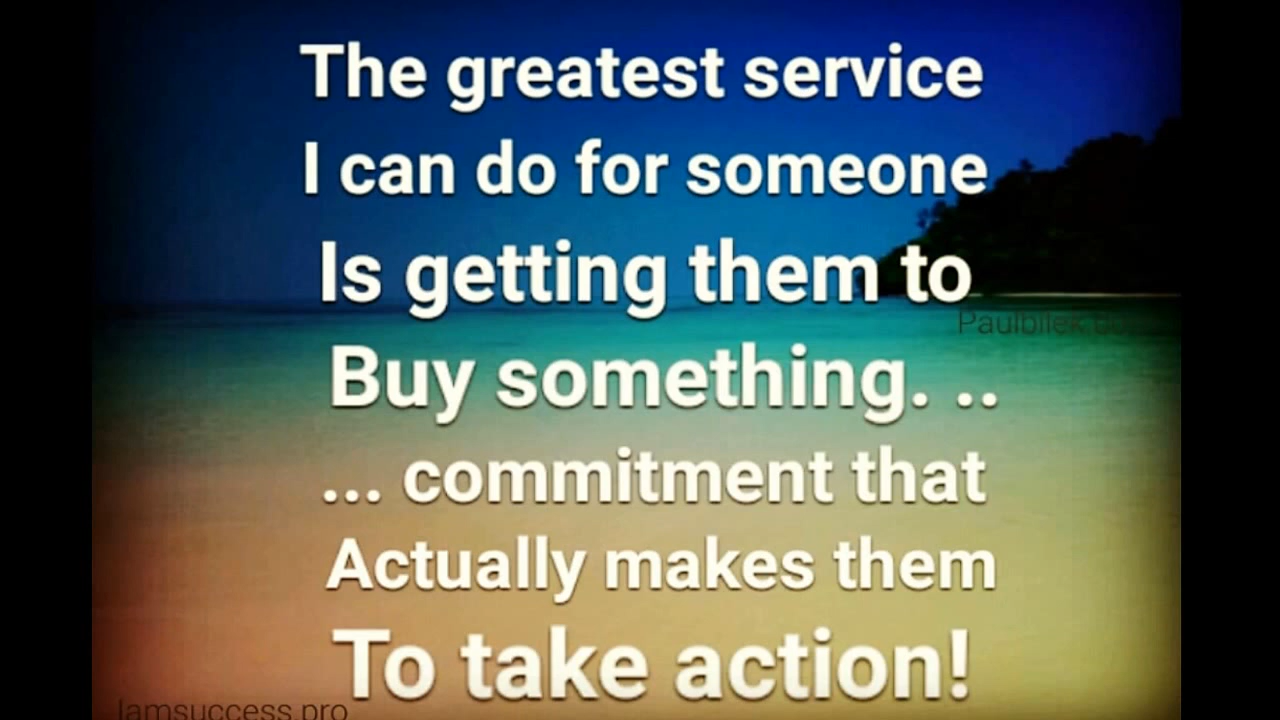 The greatest service
I can do for someone
Is getting them to
Paulbilek
Buy something. ..
... commitment that
Actually makes them
To take action!
Iamsuccess.pro